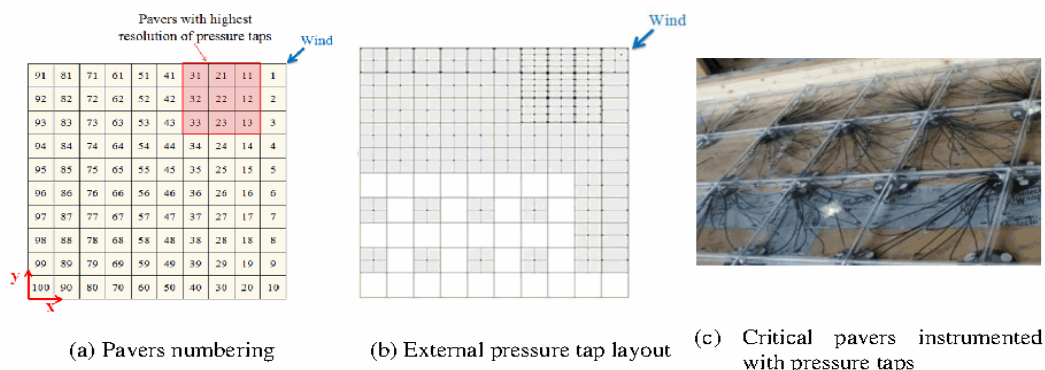 Pavers with highest
resolution of pressure taps
Wind
Wind
91 81 71 61 51 41 31 21 11 1
92 82 72 62 52 42 32 22 12 2
93 83 73 63 53 43 33 23 13 3
94 84 74 64 54 44 34 24 14 4
95 85 75 65 55 45 35 25 15 5
96 86 76 66 56 46 36 26 16 6
97 87 77 67 57 47 37 27 17 7
98 88 78 68 58 48 38 28 18 8
99 89 79 69 59 49 39 29 19 9
100 90 80 70 60 50 40 30 20 10
y
x
(a) Pavers numbering
(b) External pressure tap layout
(c) Critical pavers instrumented
with pressure taps